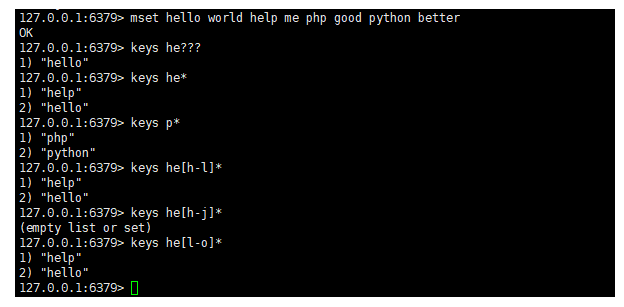 127.0.0.1:6379> mset hello world help me php good python better
OK
127.0.0.1:6379> keys he???
1) "hello"
127.0.0.1:6379> keys he*
1) "help"
2) "hello"
127.0.0.1:6379> keys p*
1) "php"
2) "python"
127.0.0.1:6379> keys he[h-l]*
1) "help"
2) "hello"
127.0.0.1:6379> keys he[h-j]*
(empty list or set)
127.0.0.1:6379> keys he[l-o]*
1) "help"
2) "hello"
127.0.0.1:6379>